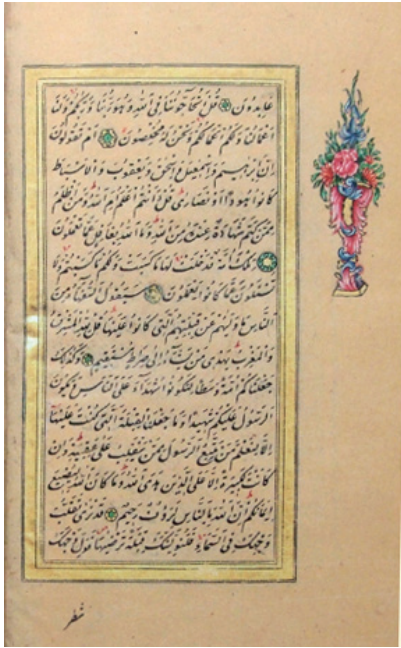 عابدون قل اتحاجوننا في الله وهو ربنا وربكم ولنا
اعمالنا ولكم اعمالكم ونحن له مخلصون ام تقولون
ان ابرهيم واسمعيل واسحق ويعقوب والاسباط
كانوا هودا او نصارى قل ءانتم اعلم ام الله ومن اظلم
ممن كتم شهادة عنده من الله وما الله بغافل عما تعملون
تلك امة قد خلت لها ما كسبت ولكم ما كسبتم ولا
تسئلون عما كانوا يعملون سيقول السفهاء من
الناس ما وليهم عن قبلتهم التي كانوا عليها قل لله المشرق
والمغرب يهدي من يشاء الى صراط مستقيم وكذلك
جعلناكم امة وسطا لتكونوا شهداء على الناس ويكون
الرسول عليكم شهيدا وما جعلنا القبلة التي كنت عليها
الا لنعلم من يتبع الرسول ممن ينقلب على عقبيه وان
كانت لكبيرة الا على الذين هدى الله وما كان الله ليضيع
ايمانكم ان الله بالناس لرؤف رحيم قد نرى تقلب
وجهك في السماء فلنولينك قبلة ترضيها فول وجهك
شطر